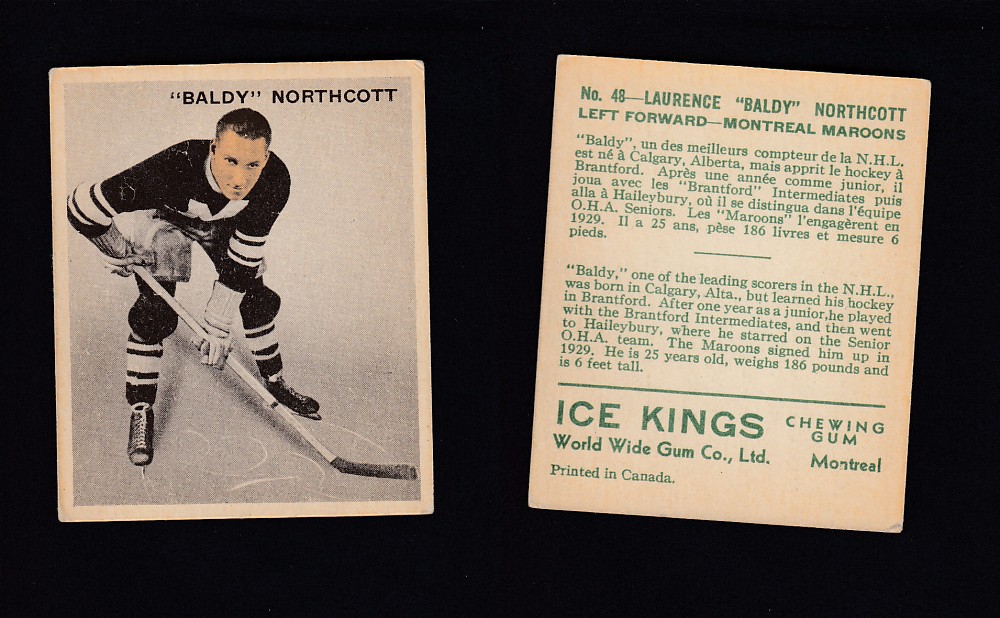 "BALDY" NORTHCOTT
No. 48—LAURENCE "BALDY" NORTHCOTT
LEFT FORWARD—MONTREAL MAROONS
"Baldy", un des meilleurs compteur de la N.H.L.
est né à Calgary, Alberta, mais apprit le hockey à
Brantford. Après une année comme junior, il
joua avec les "Brantford" Intermediates puis
alla à Haileybury, où il se distingua dans l'équipe
O.H.A. Seniors. Les "Maroons" l'engagèrent en
1929. Il a 25 ans, pèse 186 livres et mesure 6
pieds.
"Baldy," one of the leading scorers in the N.H.L.,
was born in Calgary, Alta., but learned his hockey
in Brantford. After one year as a junior,he played
with the Brantford Intermediates, and then went
to Haileybury, where he starred on the Senior
O.H.A. team. The Maroons signed him up in
1929. He is 25 years old, weighs 186 pounds and
is 6 feet tall.
ICE KINGS CHEWING
GUM
World Wide Gum Co., Ltd. Montreal
Printed in Canada.